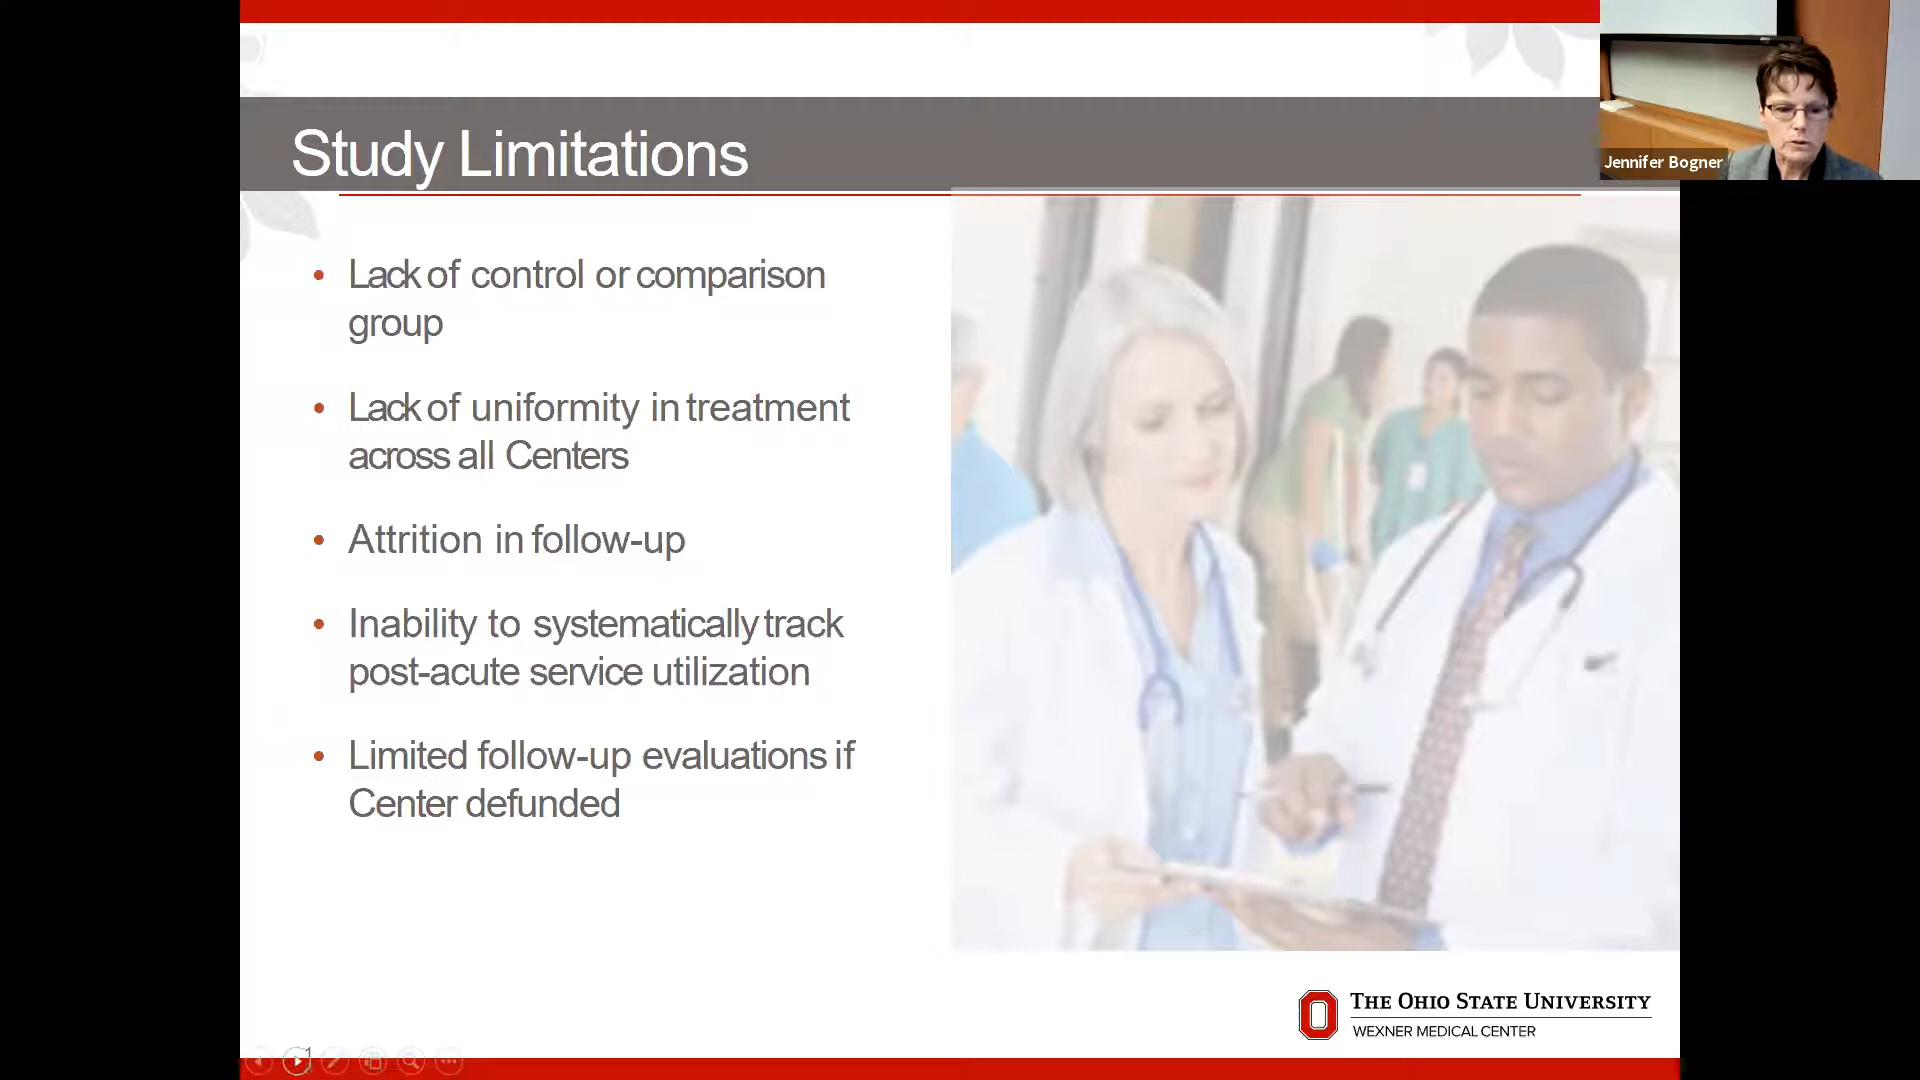 Study Limitations
Jennifer Bogner
• Lack of control or comparison
group
• Lack of uniformity in treatment
across all Centers
• Attrition in follow-up
• Inability to systematically track
post-acute service utilization
• Limited follow-up evaluations if
Center defunded
THE OHIO STATE UNIVERSITY
WEXNER MEDICAL CENTER